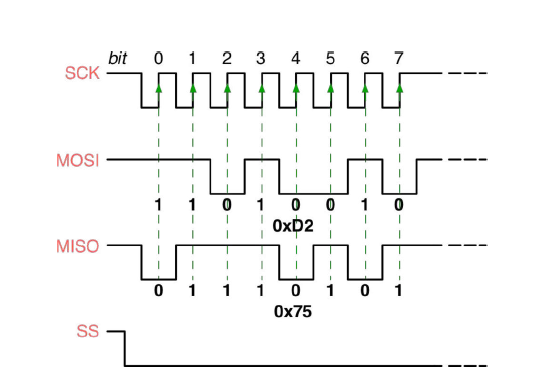 bit 0 1 2 3 4 5 6 7
SCK
MOSI
1 1 0 1 0 0 1 0
0xD2
MISO
0 1 1 1 0 1 0 1
0x75
SS